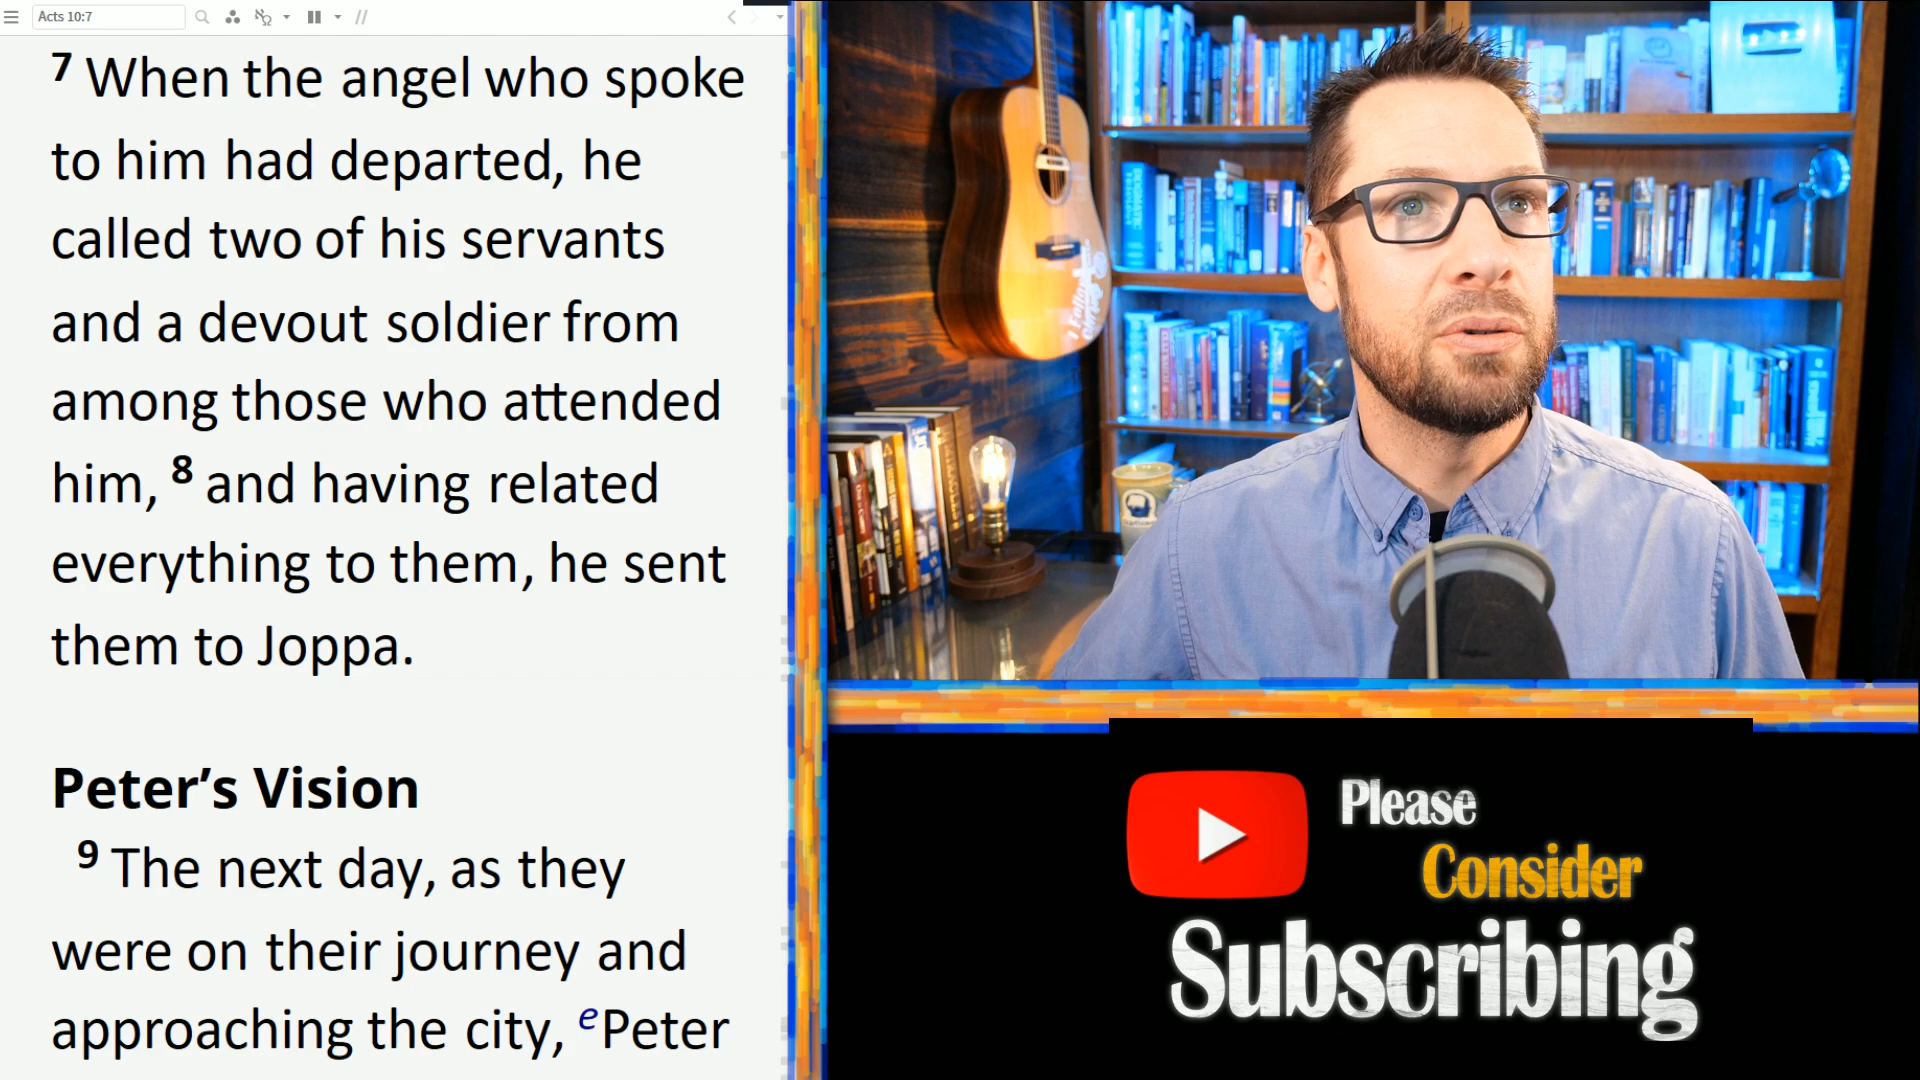 Acts 10:7
7 When the angel who spoke
to him had departed, he
called two of his servants
and a devout soldier from
among those who attended
him, 8 and having related
everything to them, he sent
them to Joppa.
Peter’s Vision
9 The next day, as they
were on their journey and
approaching the city, ePeter
Please
Consider
Subscribing